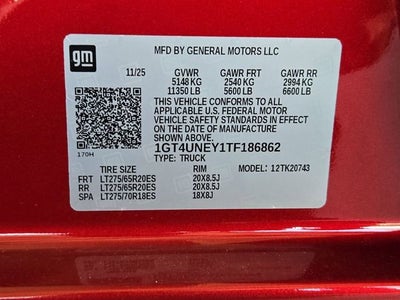 gm
MFD BY GENERAL MOTORS LLC
11/25 GVWR GAWR FRT GAWR RR
5148 KG 2540 KG 2994 KG
11350 LB 5600 LB 6600 LB
THIS VEHICLE CONFORMS TO ALL APPLICABLE
U.S. FEDERAL MOTOR VEHICLE
SAFETY STANDARDS IN EFFECT ON THE
DATE OF MANUFACTURE
SHOWN ABOVE.
170H
1GT4UNEY1TF186862
TYPE: TRUCK
TIRE SIZE RIM 12TK20743
FRT LT275/65R20ES 20X8.5J
RR LT275/65R20ES 20X8.5J
SPA LT275/70R18ES 18X8J